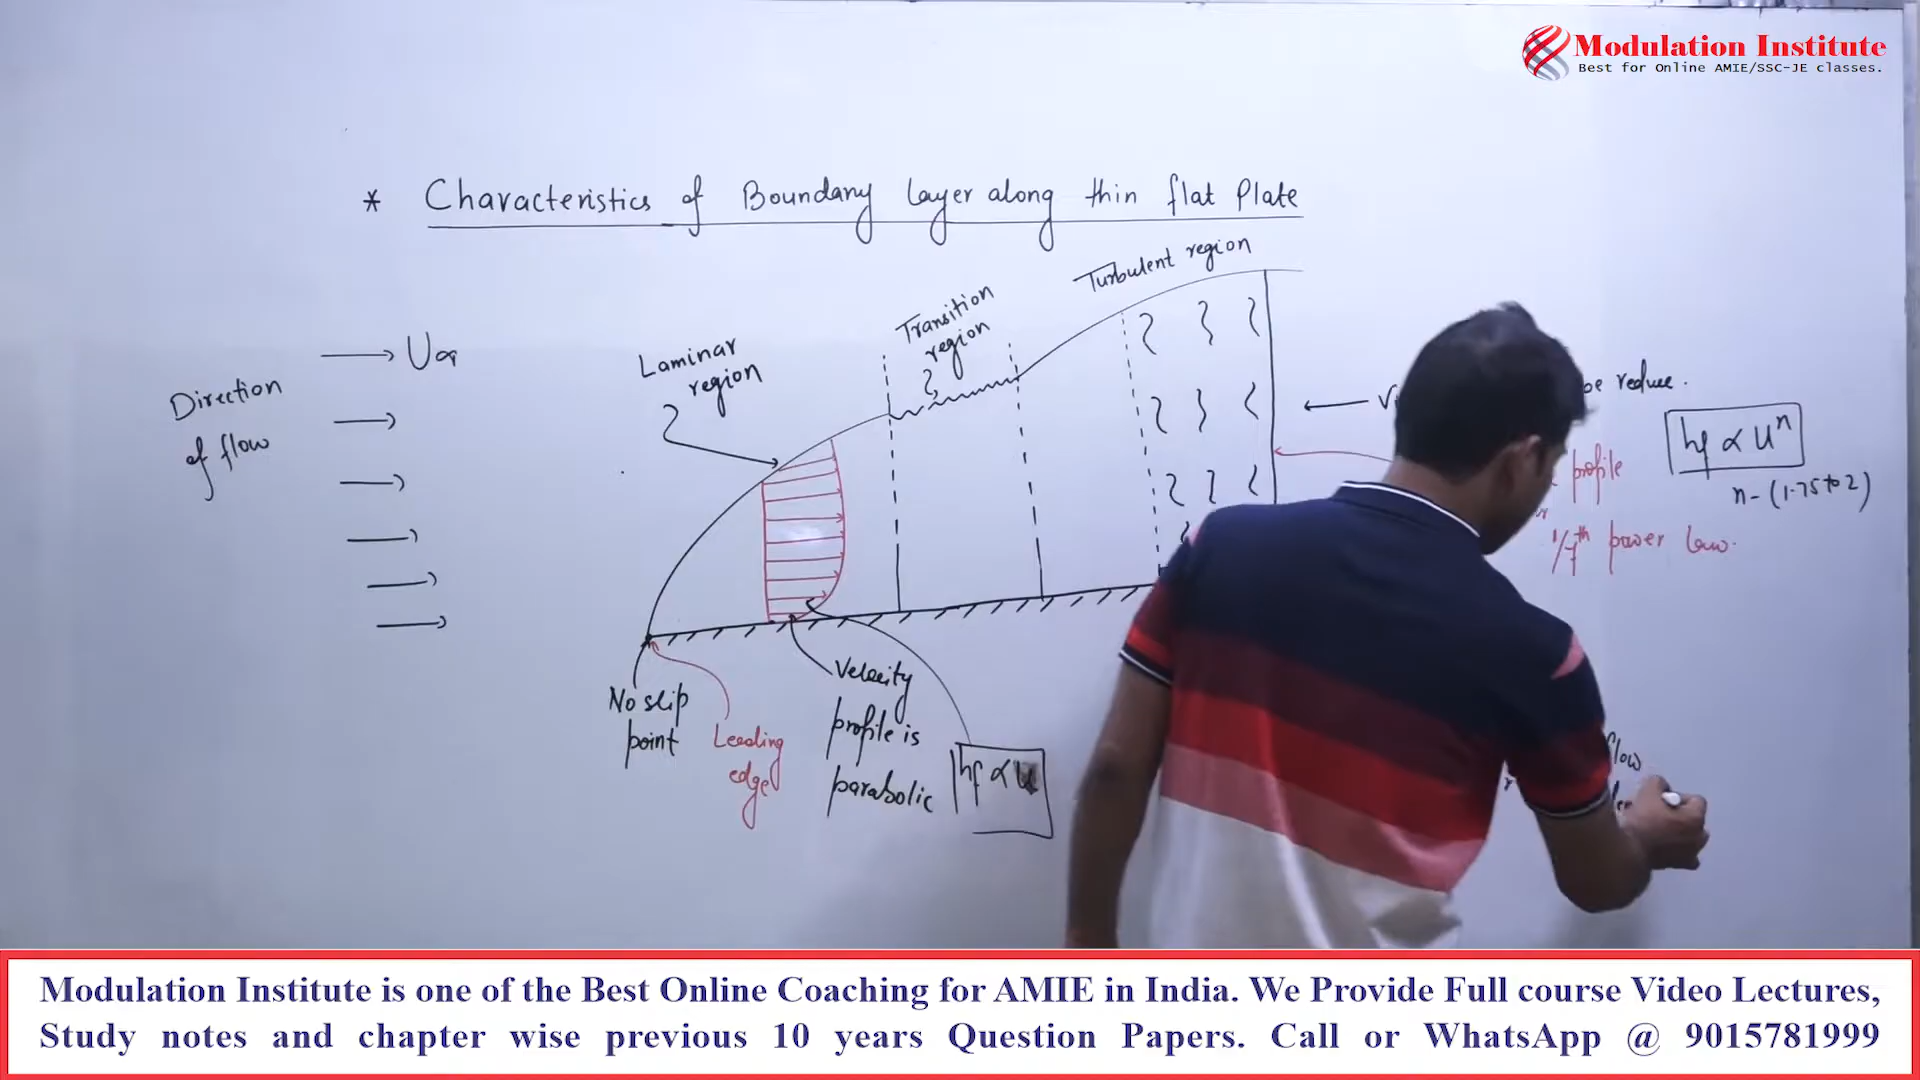 Modulation Institute
Best for Online AMIE/SSC-JE classes.
* Characteristics of Boundary layer along thin flat Plate
Turbulent region
Transition
region
Laminar
region
U∞
Direction
of flow
be reduce.
hf ∝ Uⁿ
n - (1.75 to 2)
profile
1/7th power law.
No slip
point
Leading
edge
Velocity
profile is
parabolic
hf ∝ U
flow
Modulation Institute is one of the Best Online Coaching for AMIE in India. We Provide Full course Video Lectures,
Study notes and chapter wise previous 10 years Question Papers. Call or WhatsApp @ 9015781999